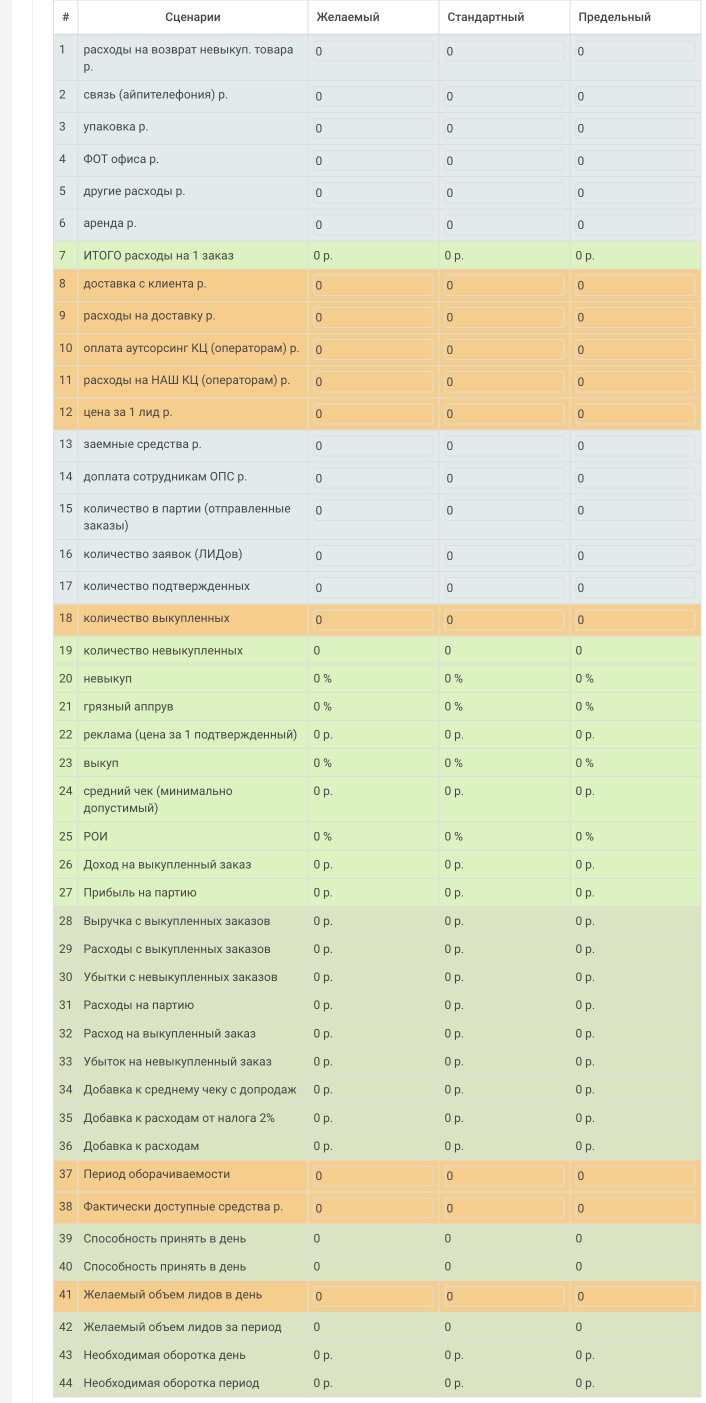 # Сценарии Желаемый Стандартный Предельный
1 расходы на возврат невыкуп. товара 0 0 0
р.
2 связь (айпителефония) р. 0 0 0
3 упаковка р. 0 0 0
4 ФОТ офиса р. 0 0 0
5 другие расходы р. 0 0 0
6 аренда р. 0 0 0
7 ИТОГО расходы на 1 заказ 0 р. 0 р. 0 р.
8 доставка с клиента р. 0 0 0
9 расходы на доставку р. 0 0 0
10 оплата аутсорсинг КЦ (операторам) р. 0 0 0
11 расходы на НАШ КЦ (операторам) р. 0 0 0
12 цена за 1 лид р. 0 0 0
13 заемные средства р. 0 0 0
14 доплата сотрудникам ОПС р. 0 0 0
15 количество в партии (отправленные 0 0 0
заказы)
16 количество заявок (ЛИДов) 0 0 0
17 количество подтвержденных 0 0 0
18 количество выкупленных 0 0 0
19 количество невыкупленных 0 0 0
20 невыкуп 0 % 0 % 0 %
21 грязный аппрув 0 % 0 % 0 %
22 реклама (цена за 1 подтвержденный) 0 р. 0 р. 0 р.
23 выкуп 0 % 0 % 0 %
24 средний чек (минимально 0 р. 0 р. 0 р.
допустимый)
25 РОИ 0 % 0 % 0 %
26 Доход на выкупленный заказ 0 р. 0 р. 0 р.
27 Прибыль на партию 0 р. 0 р. 0 р.
28 Выручка с выкупленных заказов 0 р. 0 р. 0 р.
29 Расходы с выкупленных заказов 0 р. 0 р. 0 р.
30 Убытки с невыкупленных заказов 0 р. 0 р. 0 р.
31 Расходы на партию 0 р. 0 р. 0 р.
32 Расход на выкупленный заказ 0 р. 0 р. 0 р.
33 Убыток на невыкупленный заказ 0 р. 0 р. 0 р.
34 Добавка к среднему чеку с допродаж 0 р. 0 р. 0 р.
35 Добавка к расходам от налога 2% 0 р. 0 р. 0 р.
36 Добавка к расходам 0 р. 0 р. 0 р.
37 Период оборачиваемости 0 0 0
38 Фактически доступные средства р. 0 0 0
39 Способность принять в день 0 0 0
40 Способность принять в день 0 0 0
41 Желаемый объем лидов в день 0 0 0
42 Желаемый объем лидов за период 0 0 0
43 Необходимая оборотка день 0 р. 0 р. 0 р.
44 Необходимая оборотка период 0 р. 0 р. 0 р.